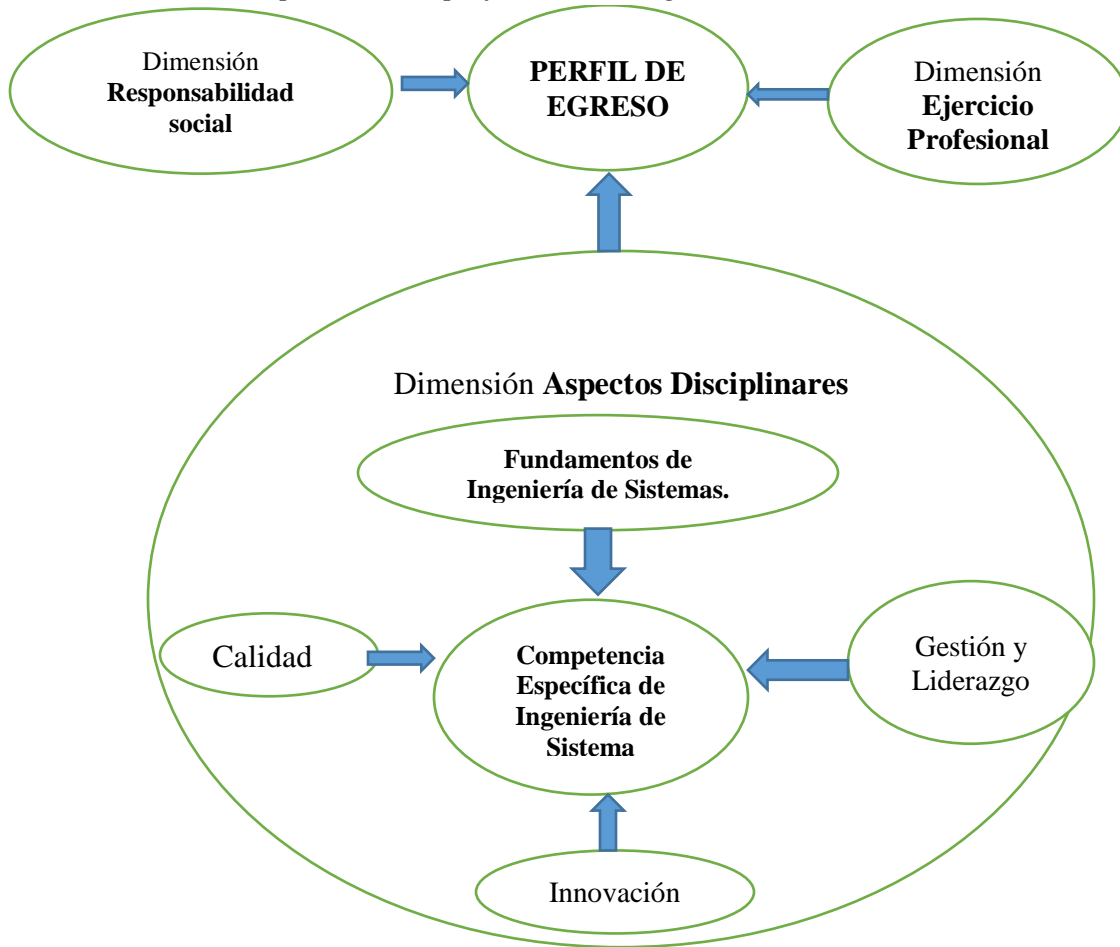 Dimensión
Responsabilidad
social
PERFIL DE
EGRESO
Dimensión
Ejercicio
Profesional
Dimensión Aspectos Disciplinares
Fundamentos de
Ingeniería de Sistemas.
Calidad
Competencia
Específica de
Ingeniería de
Sistema
Gestión y
Liderazgo
Innovación